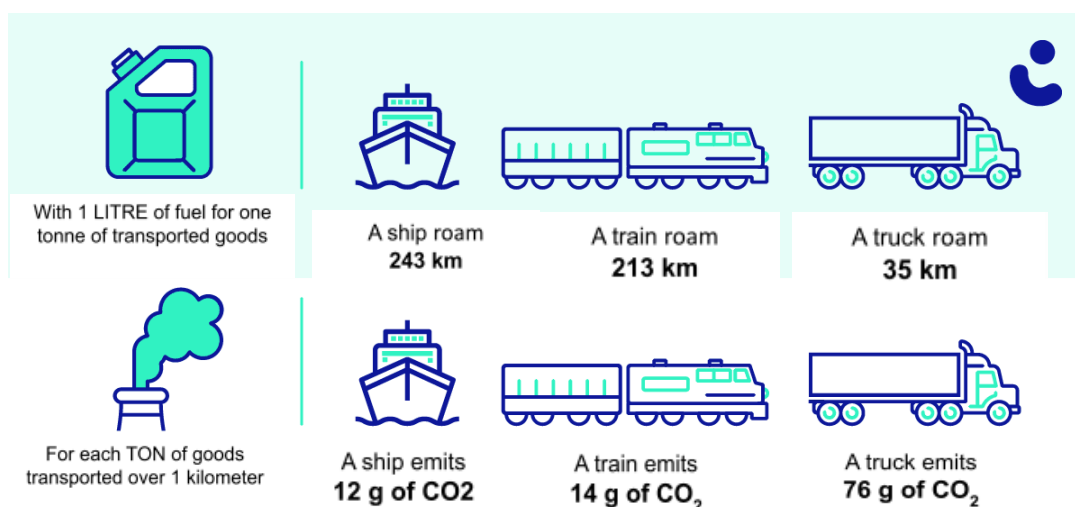 With 1 LITRE of fuel for one
tonne of transported goods
A ship roam
243 km
A train roam
213 km
A truck roam
35 km
For each TON of goods
transported over 1 kilometer
A ship emits
12 g of CO2
A train emits
14 g of CO₂
A truck emits
76 g of CO₂